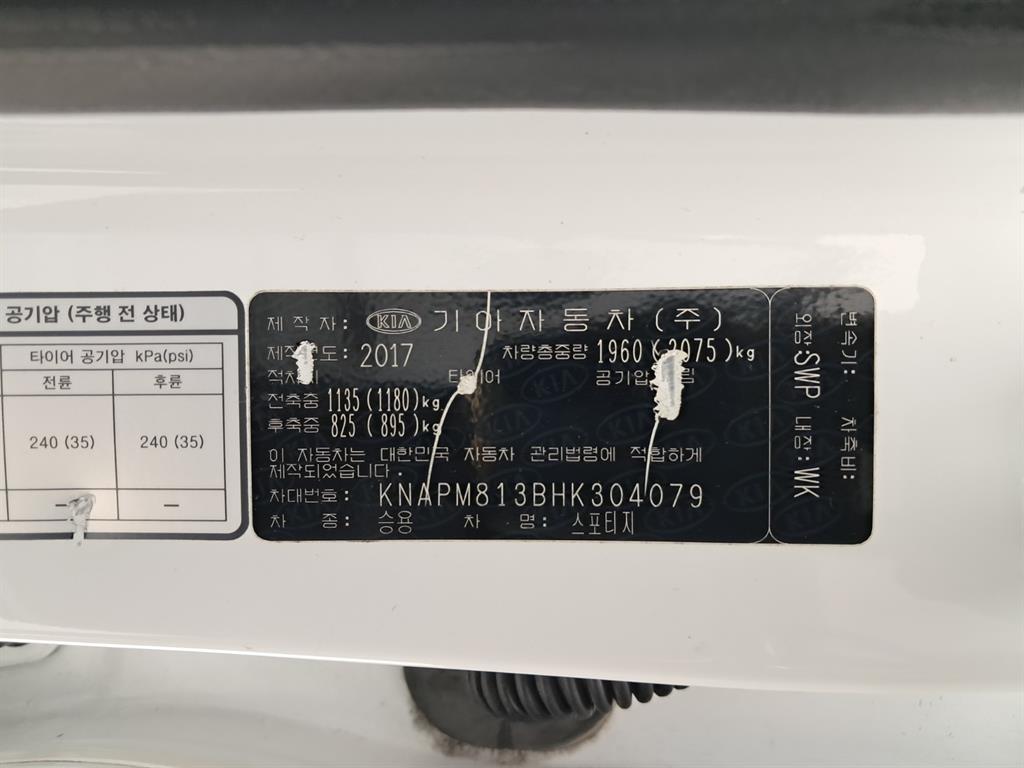 공기압 (주행 전 상태)
타이어 공기압 kPa(psi)
전륜 후륜
240 (35) 240 (35)
— —
제 작 자: KIA 기아자동차(주)
2017 차량총중량 1960 kg
공기압
전축중 1135(1180)kg
후축중 825(895)kg
이 자동차는 대한민국 자동차 관리법령에 적합하게
제작되었습니다.
차대번호: KNAPM813BHK304079
차 종: 승용 차 명: 스포티지
변속기: 차축비:
외장:SWP 내장:WK